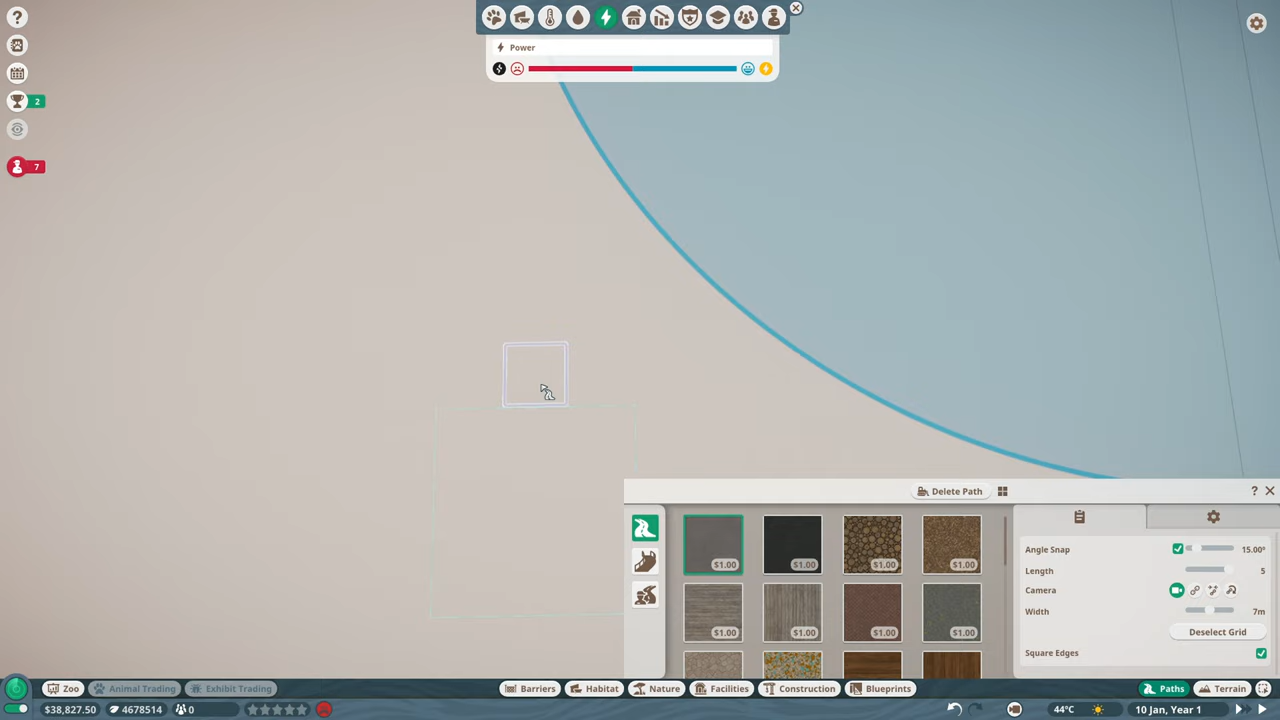 ?
Power
2
7
Delete Path
?
$1.00 $1.00 $1.00 $1.00
$1.00 $1.00 $1.00 $1.00
Angle Snap 15.00°
Length 5
Camera
Width 7m
Deselect Grid
Square Edges
Zoo Animal Trading Exhibit Trading Barriers Habitat Nature Facilities Construction Blueprints Paths Terrain
$38,827.50 4678514 0 44°C 10 Jan, Year 1